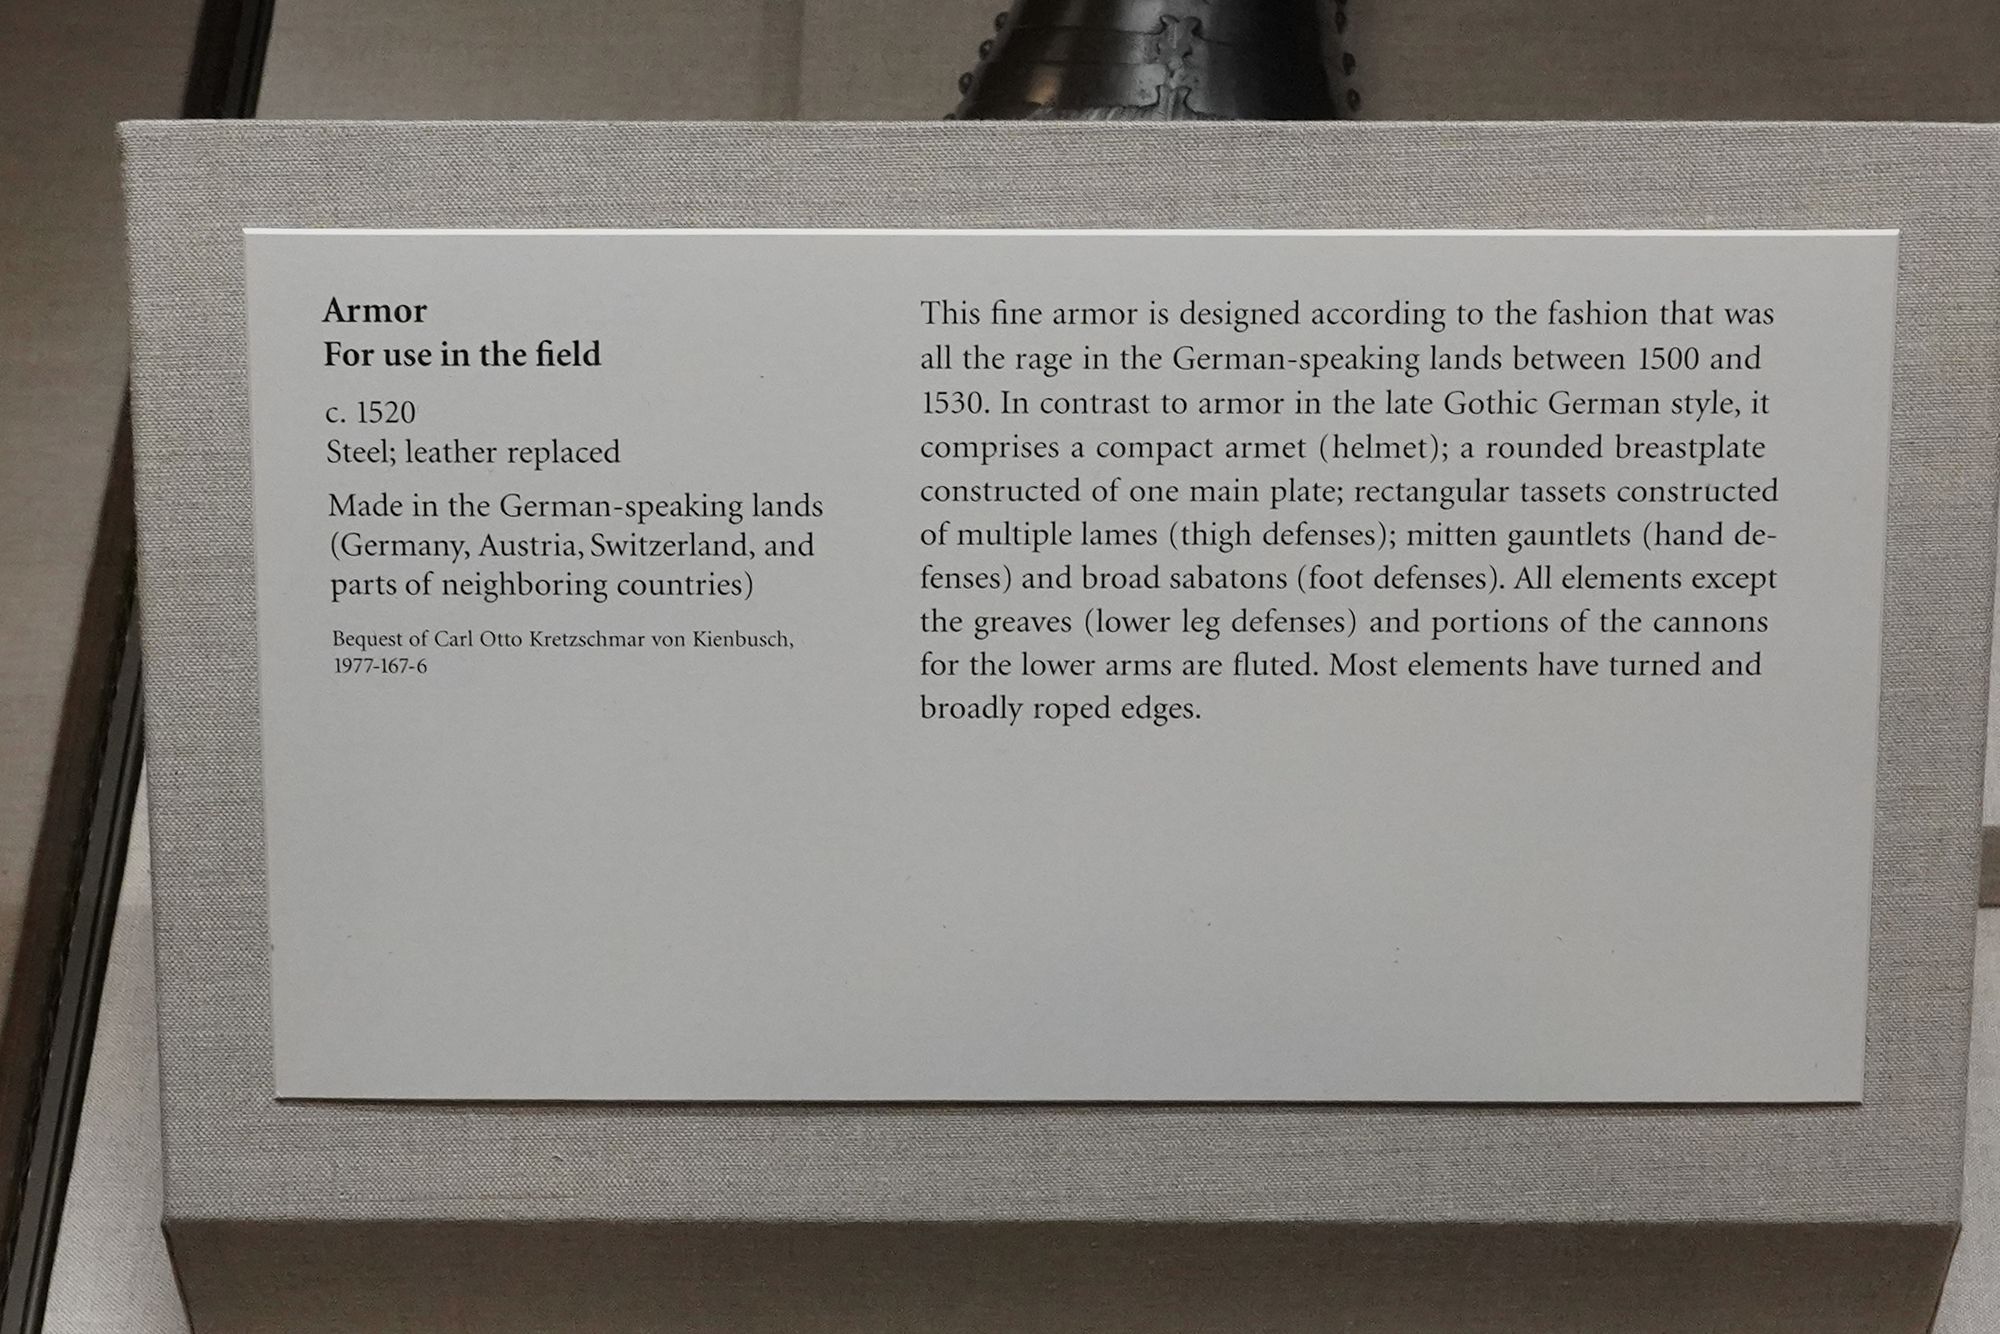 Armor
For use in the field
c. 1520
Steel; leather replaced
Made in the German-speaking lands
(Germany, Austria, Switzerland, and
parts of neighboring countries)
Bequest of Carl Otto Kretzschmar von Kienbusch,
1977-167-6
This fine armor is designed according to the fashion that was
all the rage in the German-speaking lands between 1500 and
1530. In contrast to armor in the late Gothic German style, it
comprises a compact armet (helmet); a rounded breastplate
constructed of one main plate; rectangular tassets constructed
of multiple lames (thigh defenses); mitten gauntlets (hand de-
fenses) and broad sabatons (foot defenses). All elements except
the greaves (lower leg defenses) and portions of the cannons
for the lower arms are fluted. Most elements have turned and
broadly roped edges.